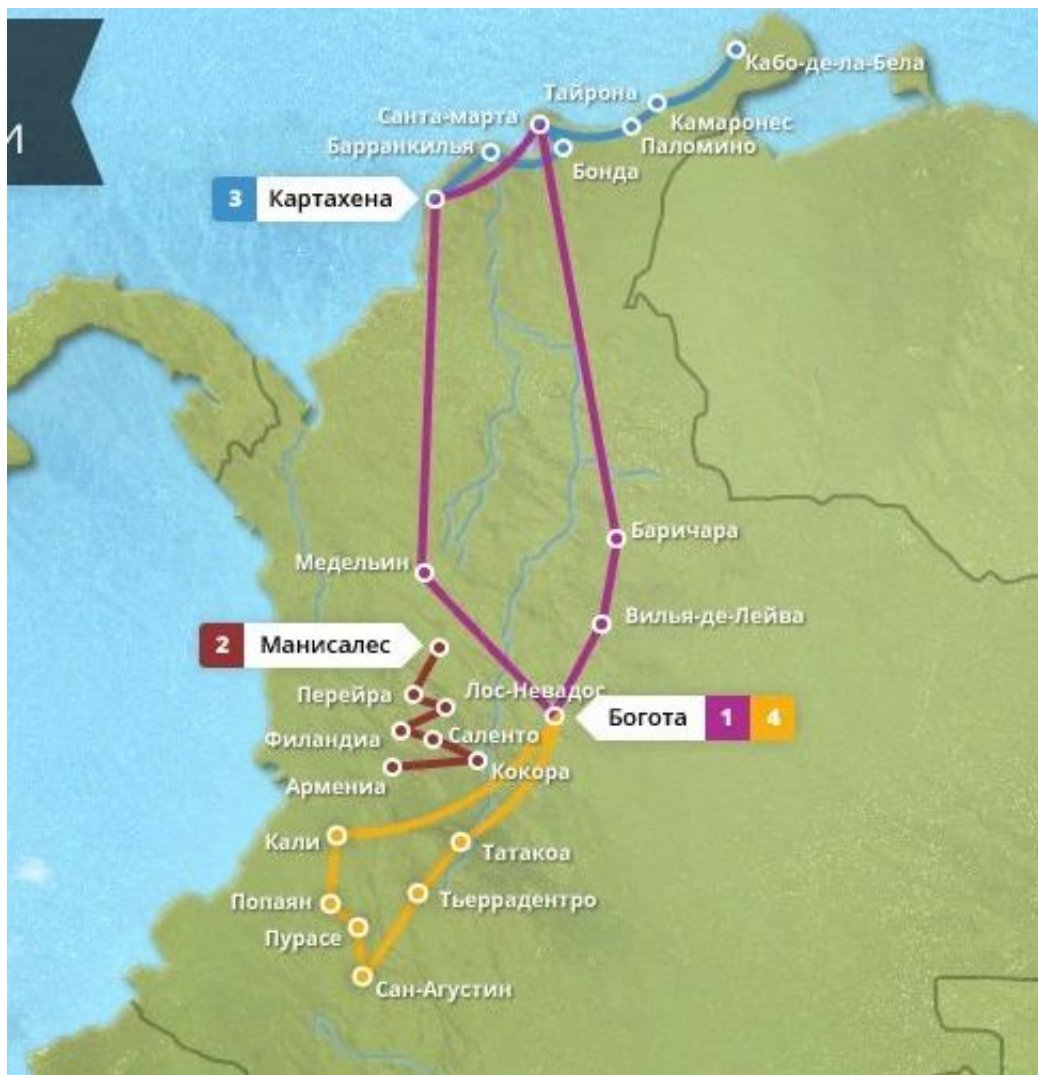 И
Кабо-де-ла-Бела
Тайрона
Санта-марта
Камаронес
Барранкилья
Паломино
Бонда
3 Картахена
Баричара
Медельин
Вилья-де-Лейва
2 Манисалес
Перейра
Лос-Невадос
Богота 1 4
Филандиа
Саленто
Кокора
Армениа
Кали
Татакоа
Попаян
Тьеррадентро
Пурасе
Сан-Агустин